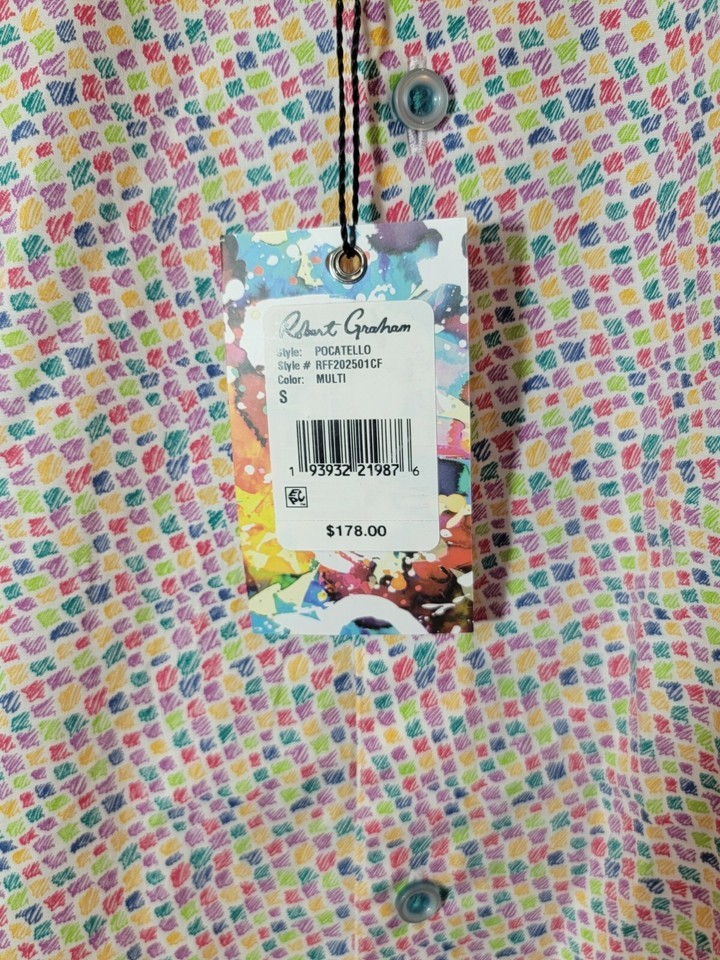 Robert Graham
Style: POCATELLO
Style # RFF202501CF
Color: MULTI
S
1 93932 21987 6
$178.00